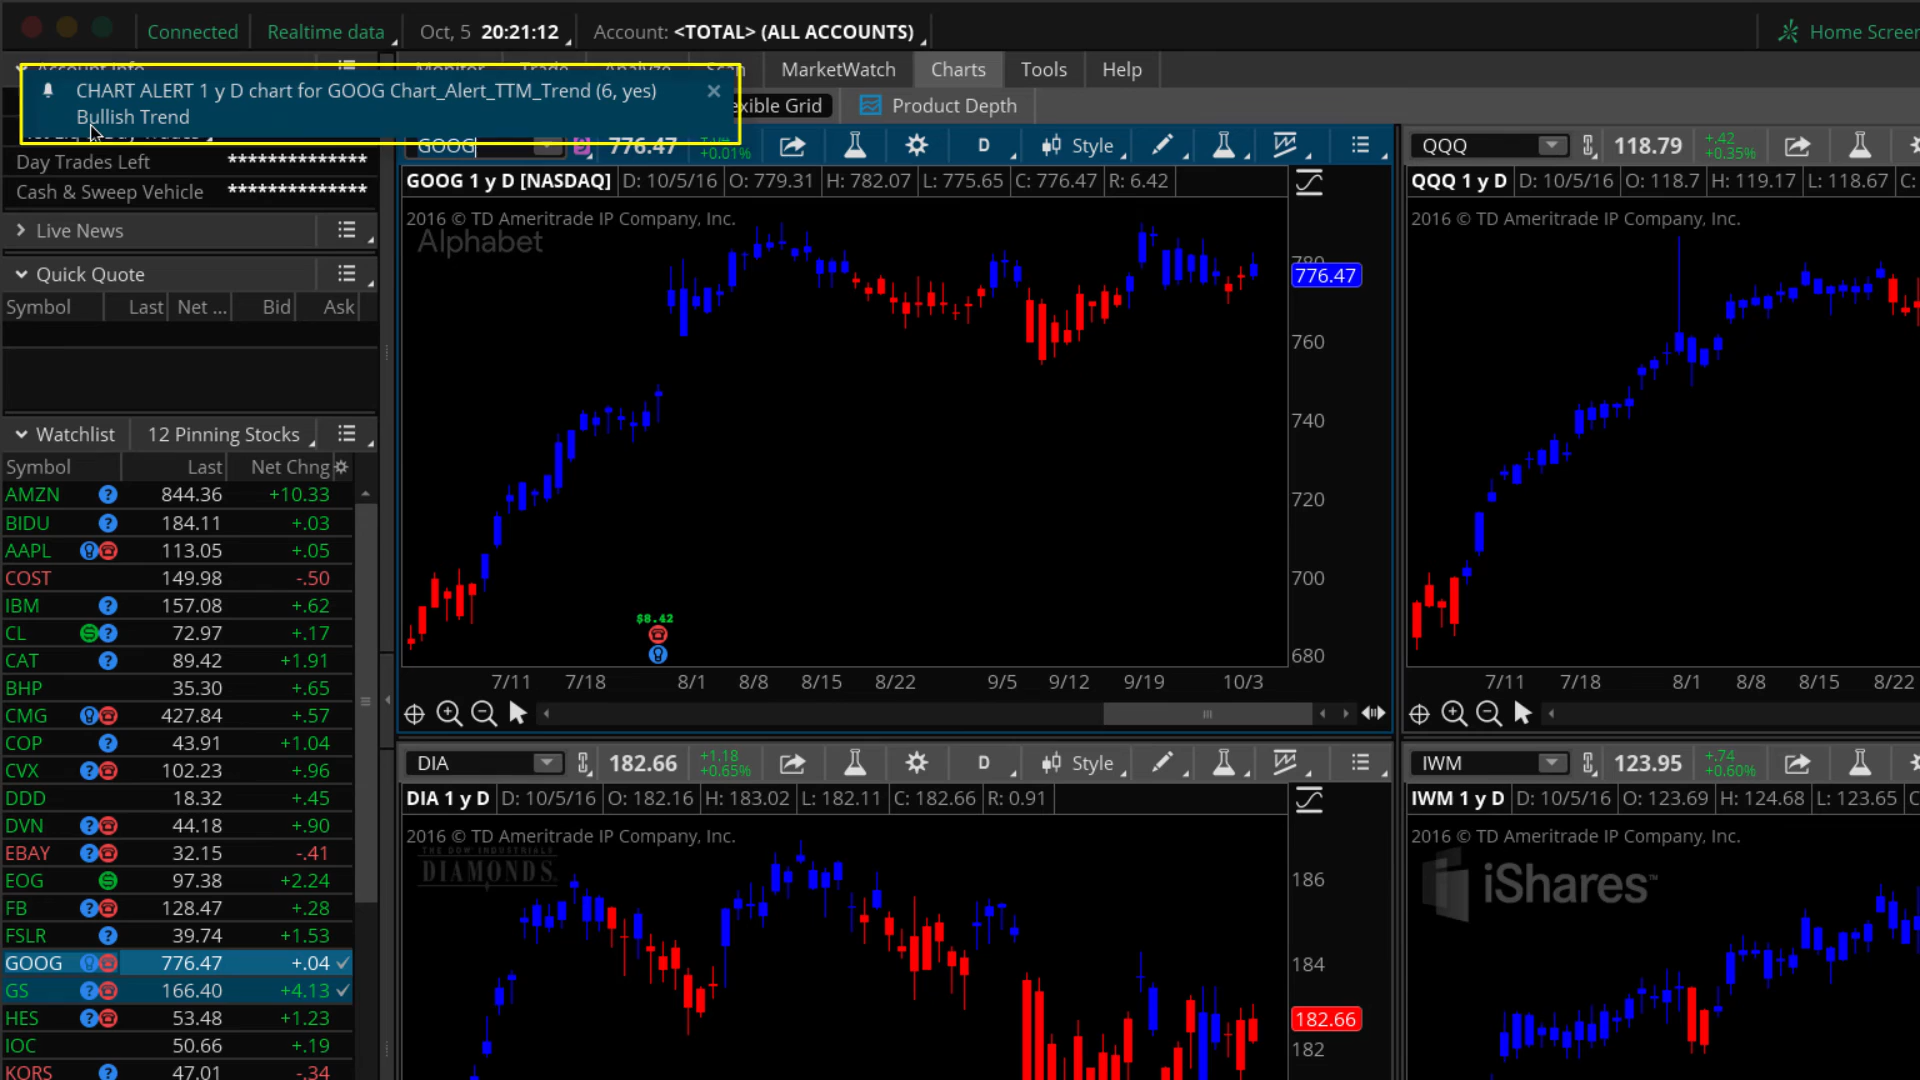 Connected
Realtime data
Oct, 5 20:21:12
Account: <TOTAL> (ALL ACCOUNTS)
MarketWatch
Charts
Tools
Help
CHART ALERT 1 y D chart for GOOG Chart_Alert_TTM_Trend (6, yes)
Bullish Trend
exible Grid
Product Depth
Day Trades Left **************
Cash & Sweep Vehicle **************
Live News
Quick Quote
Symbol Last Net ... Bid Ask
Watchlist 12 Pinning Stocks
Symbol Last Net Chng
AMZN 844.36 +10.33
BIDU 184.11 +.03
AAPL 113.05 +.05
COST 149.98 -.50
IBM 157.08 +.62
CL 72.97 +.17
CAT 89.42 +1.91
BHP 35.30 +.65
CMG 427.84 +.57
COP 43.91 +1.04
CVX 102.23 +.96
DDD 18.32 +.45
DVN 44.18 +.90
EBAY 32.15 -.41
EOG 97.38 +2.24
FB 128.47 +.28
FSLR 39.74 +1.53
GOOG 776.47 +.04
GS 166.40 +4.13
HES 53.48 +1.23
IOC 50.66 +.19
KORS 47.01 -.34
GOOG 776.47 +0.01% D Style
GOOG 1 y D [NASDAQ] D: 10/5/16 O: 779.31 H: 782.07 L: 775.65 C: 776.47 R: 6.42
2016 © TD Ameritrade IP Company, Inc.
Alphabet
776.47
760
740
720
700
680
$8.42
7/11 7/18 8/1 8/8 8/15 8/22 9/5 9/12 9/19 10/3
QQQ 118.79 +.42 +0.35%
QQQ 1 y D D: 10/5/16 O: 118.7 H: 119.17 L: 118.67 C:
2016 © TD Ameritrade IP Company, Inc.
7/11 7/18 8/1 8/8 8/15 8/22
DIA 182.66 +1.18 +0.65% D Style
DIA 1 y D D: 10/5/16 O: 182.16 H: 183.02 L: 182.11 C: 182.66 R: 0.91
2016 © TD Ameritrade IP Company, Inc.
THE DOW INDUSTRIALS
DIAMONDS
186
184
182.66
182
IWM 123.95 +.74 +0.60%
IWM 1 y D D: 10/5/16 O: 123.69 H: 124.68 L: 123.65 C
2016 © TD Ameritrade IP Company, Inc.
iShares™